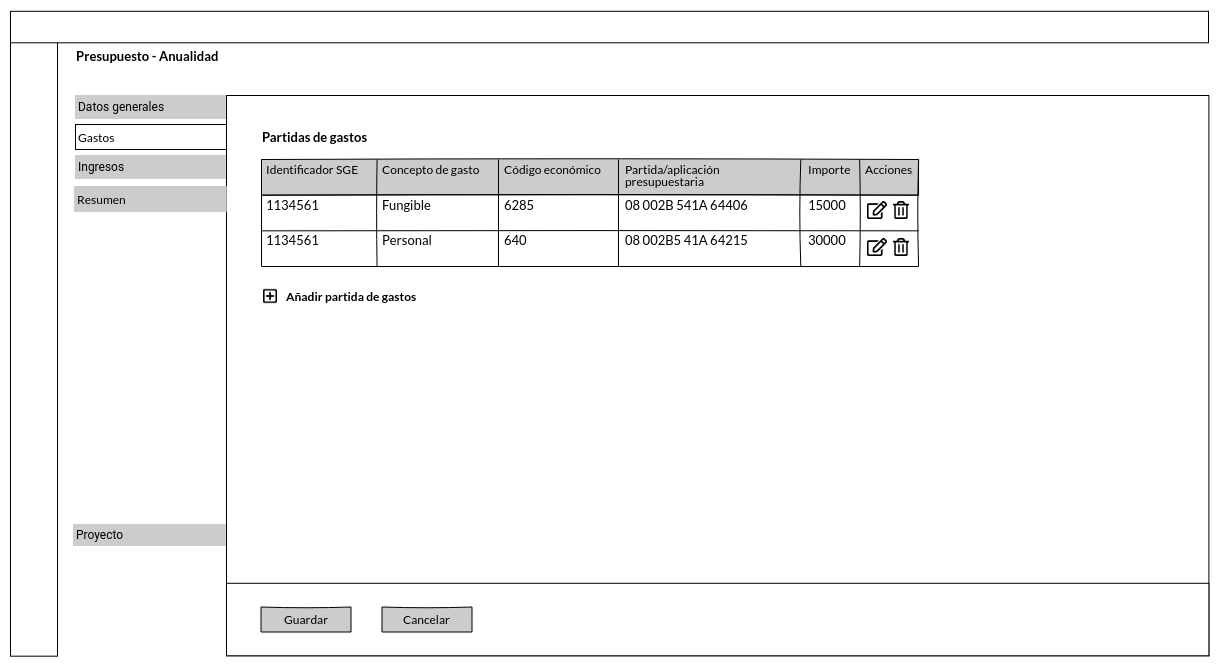 Presupuesto - Anualidad
Datos generales
Gastos
Ingresos
Resumen
Proyecto
Partidas de gastos
Identificador SGE Concepto de gasto Código económico Partida/aplicación presupuestaria Importe Acciones
1134561 Fungible 6285 08 002B 541A 64406 15000
1134561 Personal 640 08 002B5 41A 64215 30000
Añadir partida de gastos
Guardar Cancelar